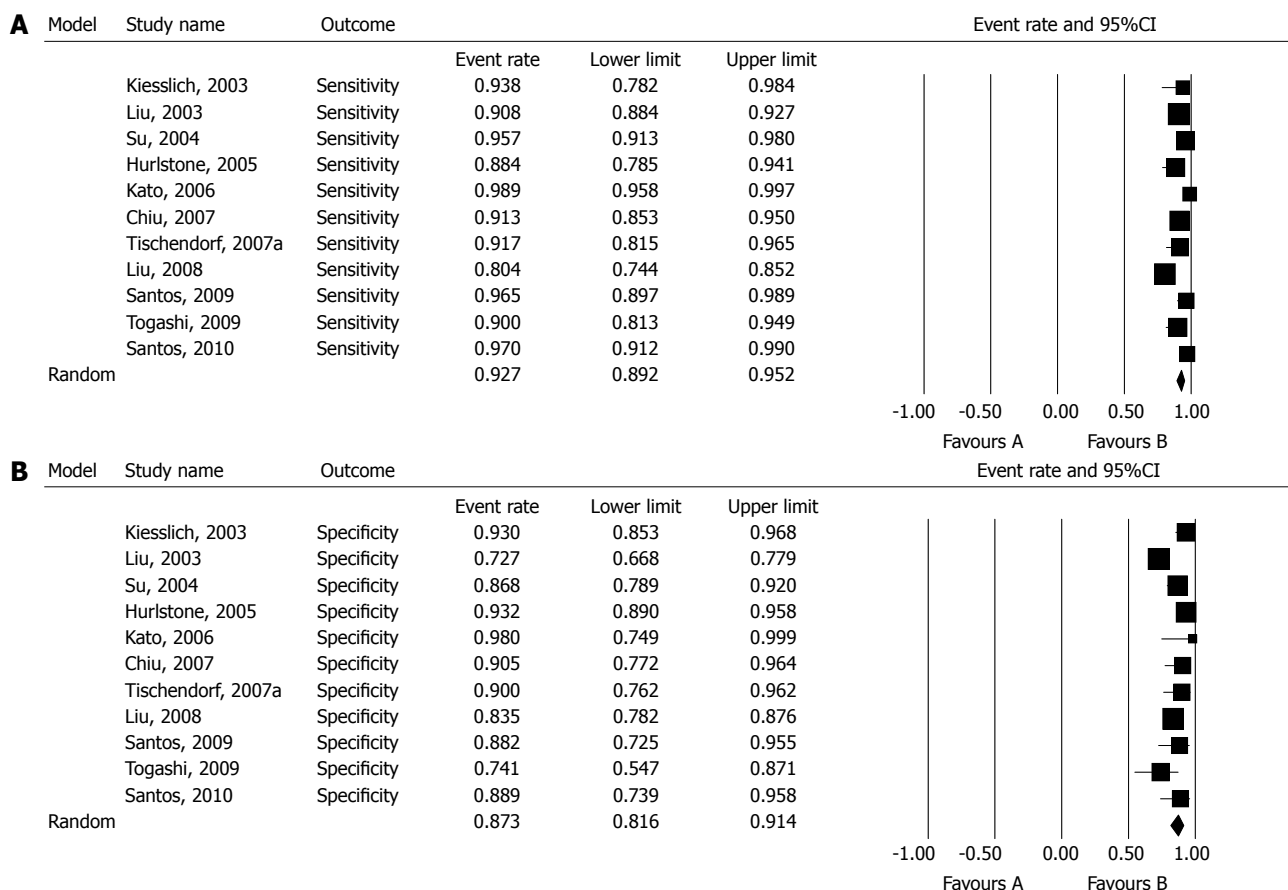 A Model Study name Outcome Event rate and 95%CI
Event rate Lower limit Upper limit
Kiesslich, 2003 Sensitivity 0.938 0.782 0.984
Liu, 2003 Sensitivity 0.908 0.884 0.927
Su, 2004 Sensitivity 0.957 0.913 0.980
Hurlstone, 2005 Sensitivity 0.884 0.785 0.941
Kato, 2006 Sensitivity 0.989 0.958 0.997
Chiu, 2007 Sensitivity 0.913 0.853 0.950
Tischendorf, 2007a Sensitivity 0.917 0.815 0.965
Liu, 2008 Sensitivity 0.804 0.744 0.852
Santos, 2009 Sensitivity 0.965 0.897 0.989
Togashi, 2009 Sensitivity 0.900 0.813 0.949
Santos, 2010 Sensitivity 0.970 0.912 0.990
Random 0.927 0.892 0.952
-1.00 -0.50 0.00 0.50 1.00
Favours A Favours B
B Model Study name Outcome Event rate and 95%CI
Event rate Lower limit Upper limit
Kiesslich, 2003 Specificity 0.930 0.853 0.968
Liu, 2003 Specificity 0.727 0.668 0.779
Su, 2004 Specificity 0.868 0.789 0.920
Hurlstone, 2005 Specificity 0.932 0.890 0.958
Kato, 2006 Specificity 0.980 0.749 0.999
Chiu, 2007 Specificity 0.905 0.772 0.964
Tischendorf, 2007a Specificity 0.900 0.762 0.962
Liu, 2008 Specificity 0.835 0.782 0.876
Santos, 2009 Specificity 0.882 0.725 0.955
Togashi, 2009 Specificity 0.741 0.547 0.871
Santos, 2010 Specificity 0.889 0.739 0.958
Random 0.873 0.816 0.914
-1.00 -0.50 0.00 0.50 1.00
Favours A Favours B